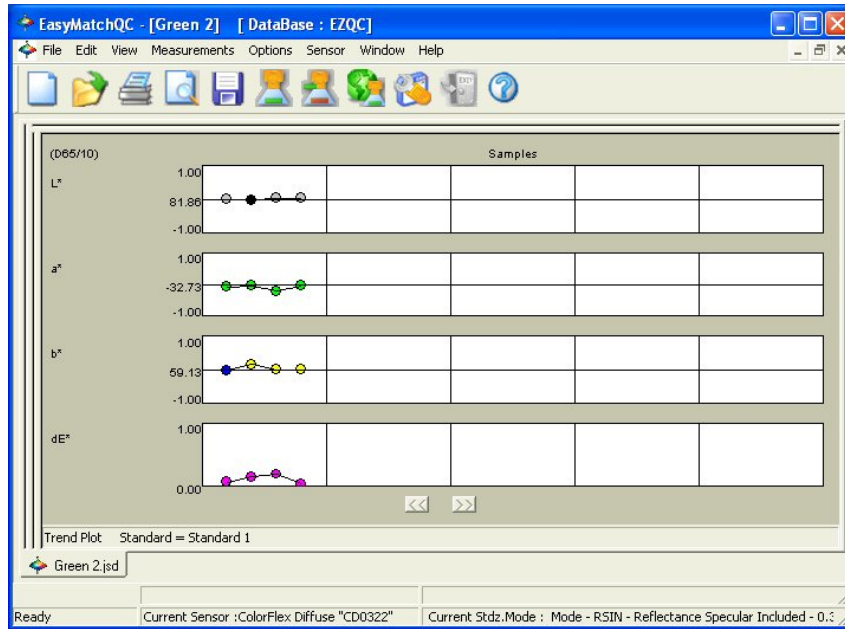 EasyMatchQC - [Green 2] [ DataBase : EZQC]
File Edit View Measurements Options Sensor Window Help
EXIT
(D65/10) Samples
L*
1.00
81.86
-1.00
a*
1.00
-32.73
-1.00
b*
1.00
59.13
-1.00
dE*
1.00
0.00
<< >>
Trend Plot Standard = Standard 1
Green 2.jsd
Ready Current Sensor :ColorFlex Diffuse "CD0322" Current Stdz.Mode : Mode - RSIN - Reflectance Specular Included - 0.3